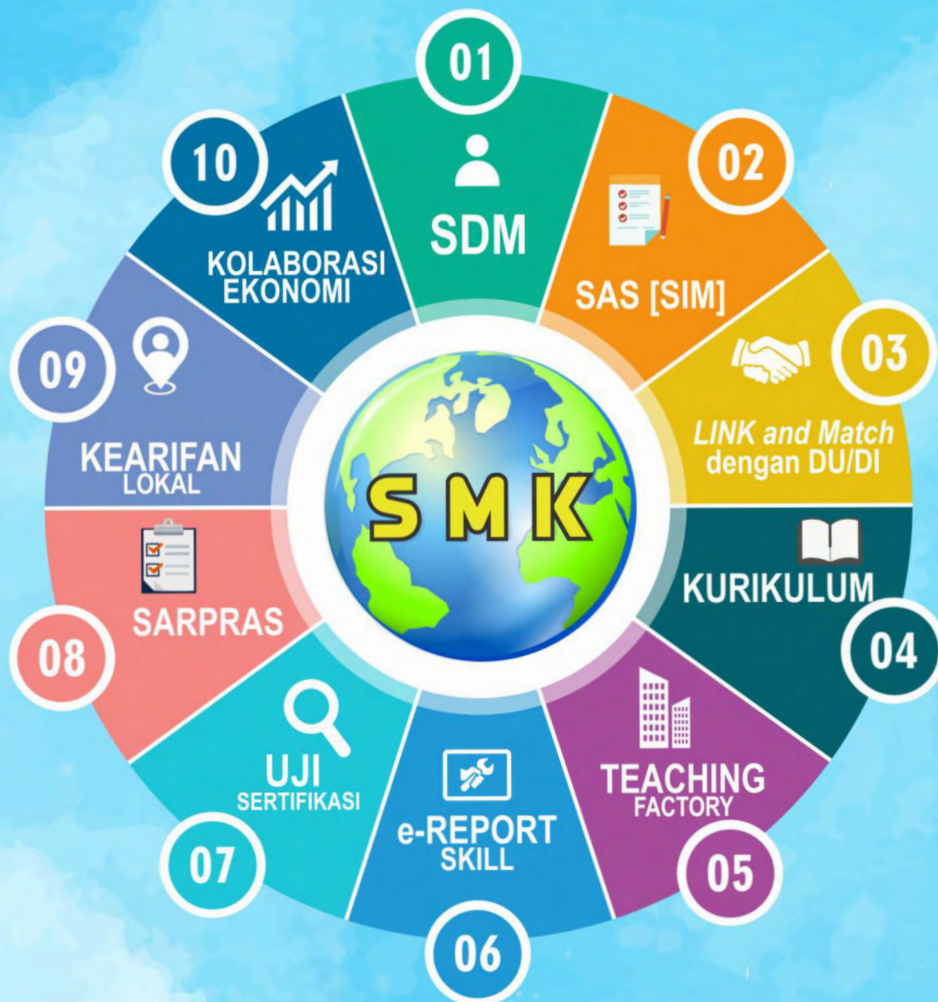 01
SDM
02
SAS [SIM]
03
LINK and Match
dengan DU/DI
04
KURIKULUM
05
TEACHING
FACTORY
06
e-REPORT
SKILL
07
UJI
SERTIFIKASI
08
SARPRAS
09
KEARIFAN
LOKAL
10
KOLABORASI
EKONOMI
SMK